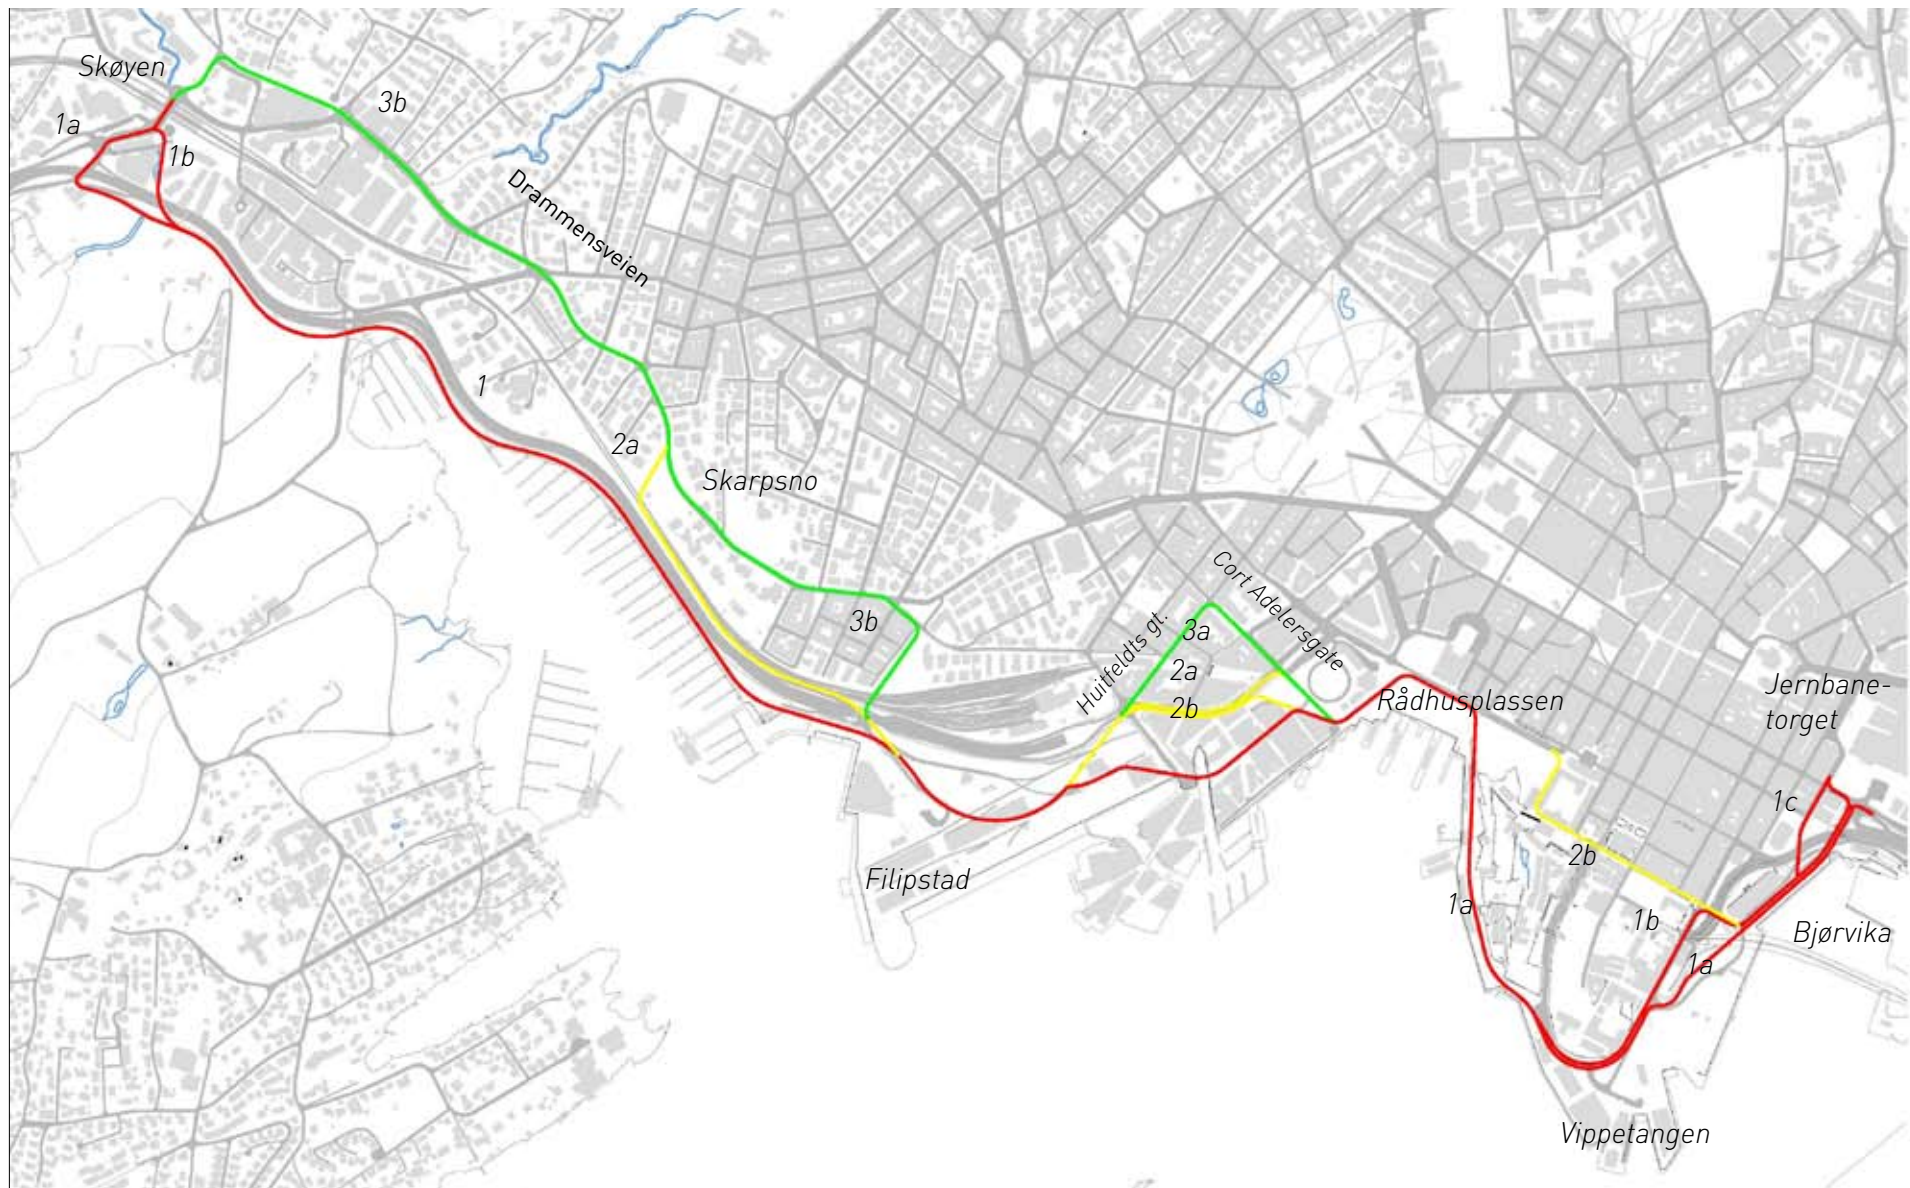 Skøyen
3b
1a
1b
Drammensveien
1
2a
Skarpsno
3b
Cort Adelersgate
Huitfeldts gt.
3a
2a
2b
Rådhusplassen
Jernbane-
torget
1c
2b
Filipstad
1a
1b
Bjørvika
1a
Vippetangen